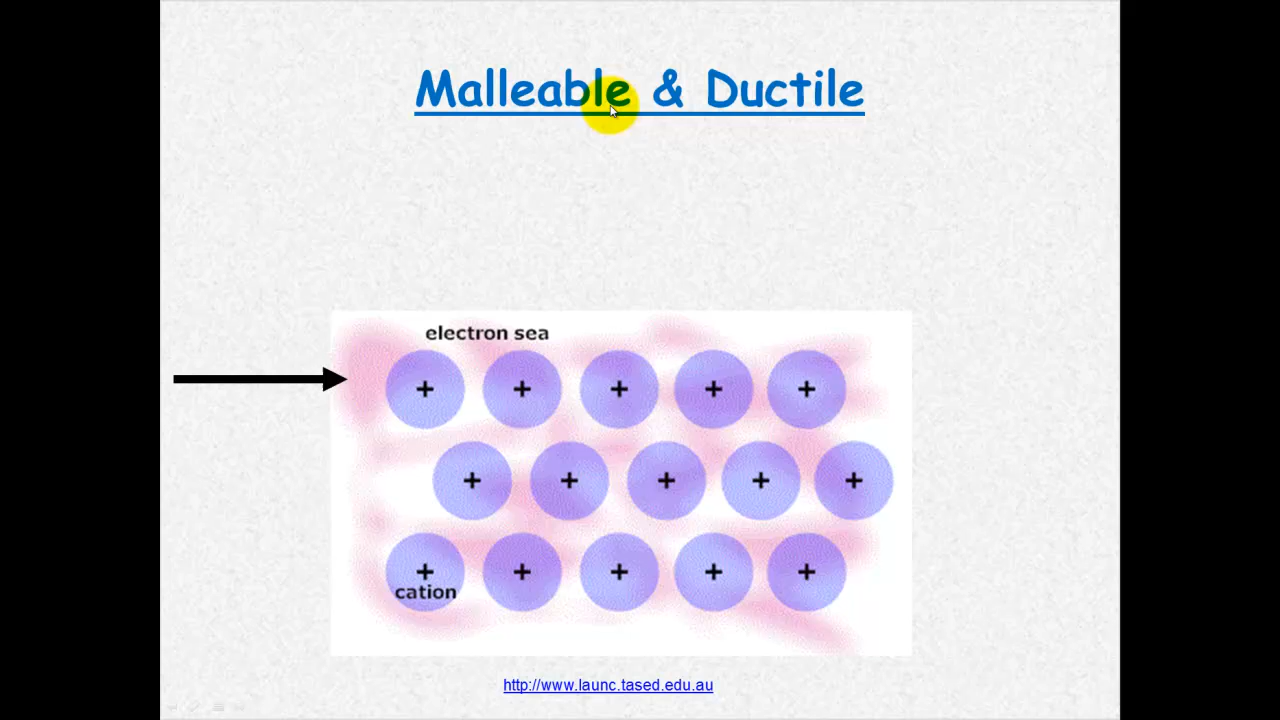 Malleable & Ductile
electron sea
+ + + + +
+ + + + +
+ + + + +
cation
http://www.launc.tased.edu.au